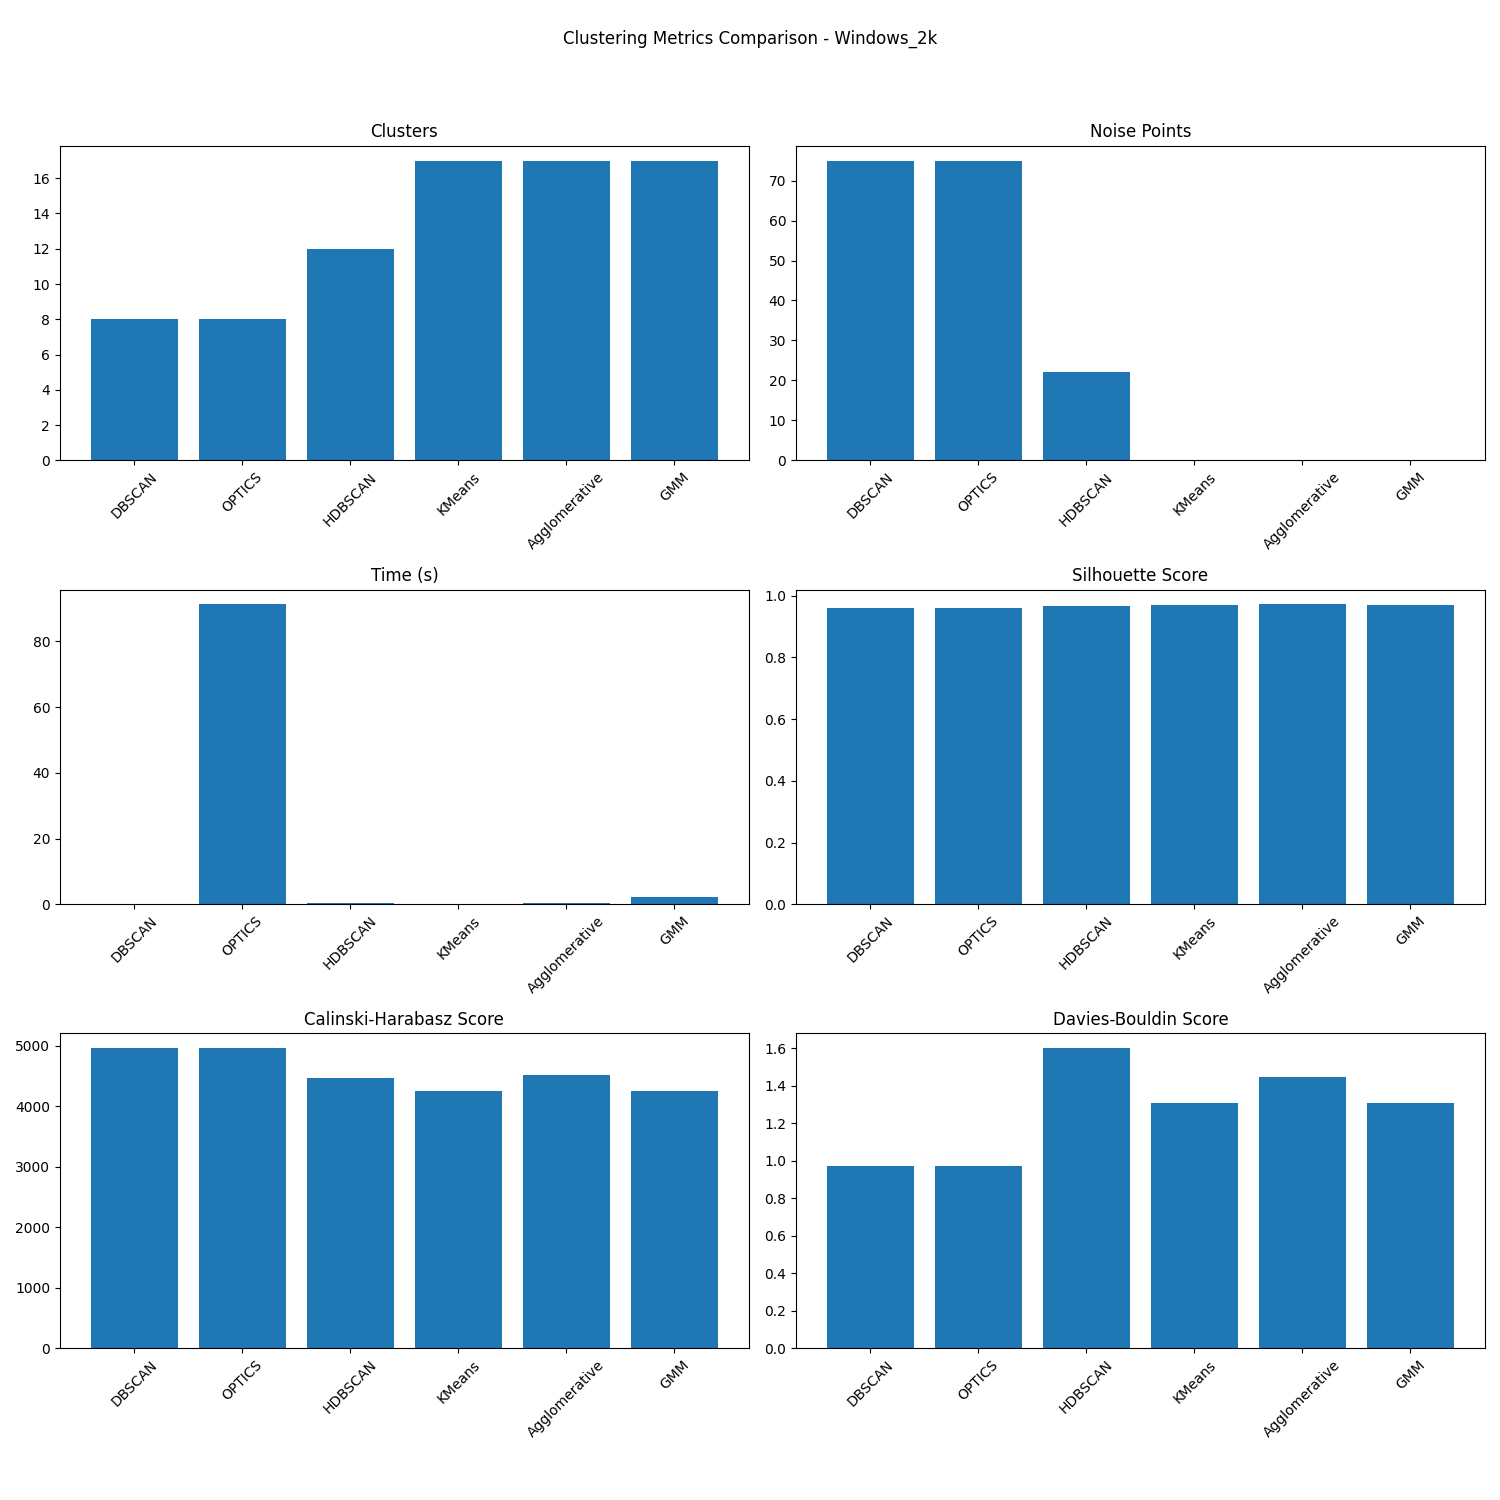 Clustering Metrics Comparison - Windows_2k
Clusters
16
14
12
10
8
6
4
2
0
DBSCAN
OPTICS
HDBSCAN
KMeans
Agglomerative
GMM
Noise Points
70
60
50
40
30
20
10
0
DBSCAN
OPTICS
HDBSCAN
KMeans
Agglomerative
GMM
Time (s)
80
60
40
20
0
DBSCAN
OPTICS
HDBSCAN
KMeans
Agglomerative
GMM
Silhouette Score
1.0
0.8
0.6
0.4
0.2
0.0
DBSCAN
OPTICS
HDBSCAN
KMeans
Agglomerative
GMM
Calinski-Harabasz Score
5000
4000
3000
2000
1000
0
DBSCAN
OPTICS
HDBSCAN
KMeans
Agglomerative
GMM
Davies-Bouldin Score
1.6
1.4
1.2
1.0
0.8
0.6
0.4
0.2
0.0
DBSCAN
OPTICS
HDBSCAN
KMeans
Agglomerative
GMM